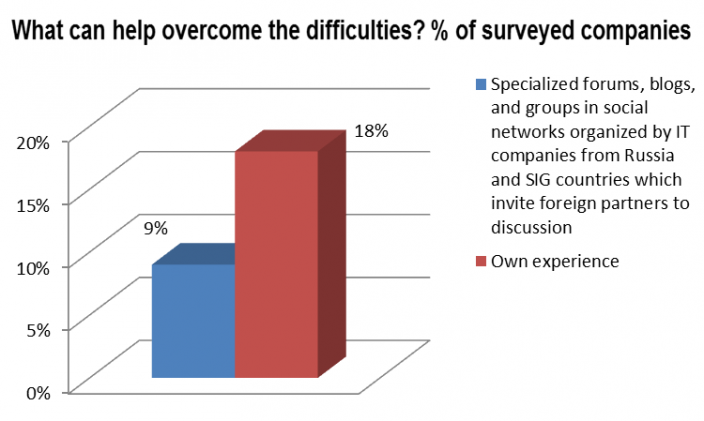 What can help overcome the difficulties? % of surveyed companies
20%
15%
10%
5%
0%
9%
18%
Specialized forums, blogs,
and groups in social
networks organized by IT
companies from Russia
and SIG countries which
invite foreign partners to
discussion
Own experience